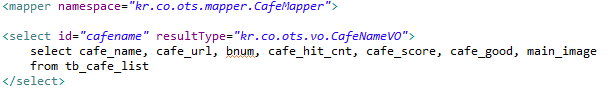 <mapper namespace="kr.co.ots.mapper.CafeMapper">
<select id="cafename" resultType="kr.co.ots.vo.CafeNameVO">
select cafe_name, cafe_url, bnum, cafe_hit_cnt, cafe_score, cafe_good, main_image
from tb_cafe_list
</select>